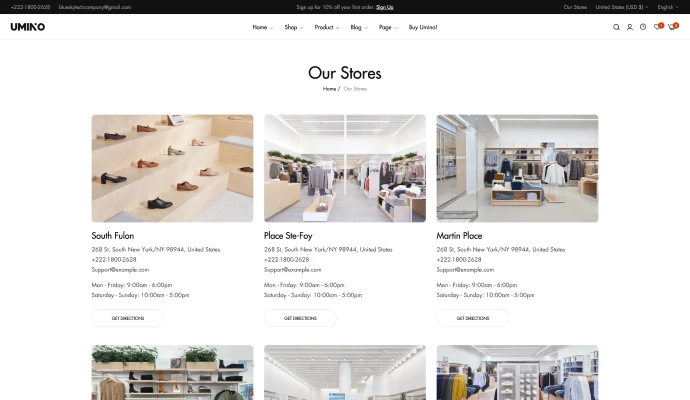 +222-1800-2628 blueskytechcompany@gmail.com Sign up for 10% off your first order. Sign Us Our Stores United States (USD $) English
UMINO Home Shop Product Blog Page Buy Umino!
Our Stores
Home / Our Stores
South Fulon
268 St, South New York/NY 98944, United States
+222-1800-2628
Support@example.com
Mon - Friday: 9:00am - 6:00pm
Saturday - Sunday: 10:00am - 5:00pm
GET DIRECTIONS
Place Ste-Foy
268 St, South New York/NY 98944, United States
+222-1800-2628
Support@example.com
Mon - Friday: 9:00am - 6:00pm
Saturday - Sunday: 10:00am - 5:00pm
GET DIRECTIONS
Martin Place
268 St, South New York/NY 98944, United States
+222-1800-2628
Support@example.com
Mon - Friday: 9:00am - 6:00pm
Saturday - Sunday: 10:00am - 5:00pm
GET DIRECTIONS